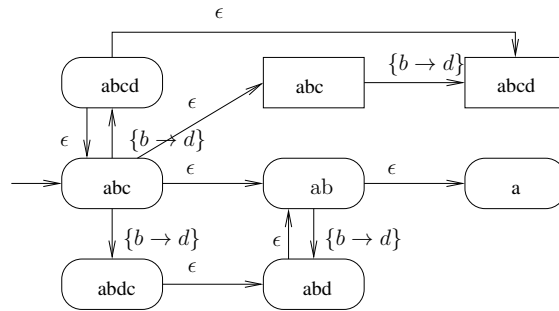 ϵ
abcd
abc
{b → d}
abcd
ϵ
ϵ
{b → d}
abc
ϵ
ab
ϵ
a
{b → d}
ϵ
{b → d}
abdc
ϵ
abd